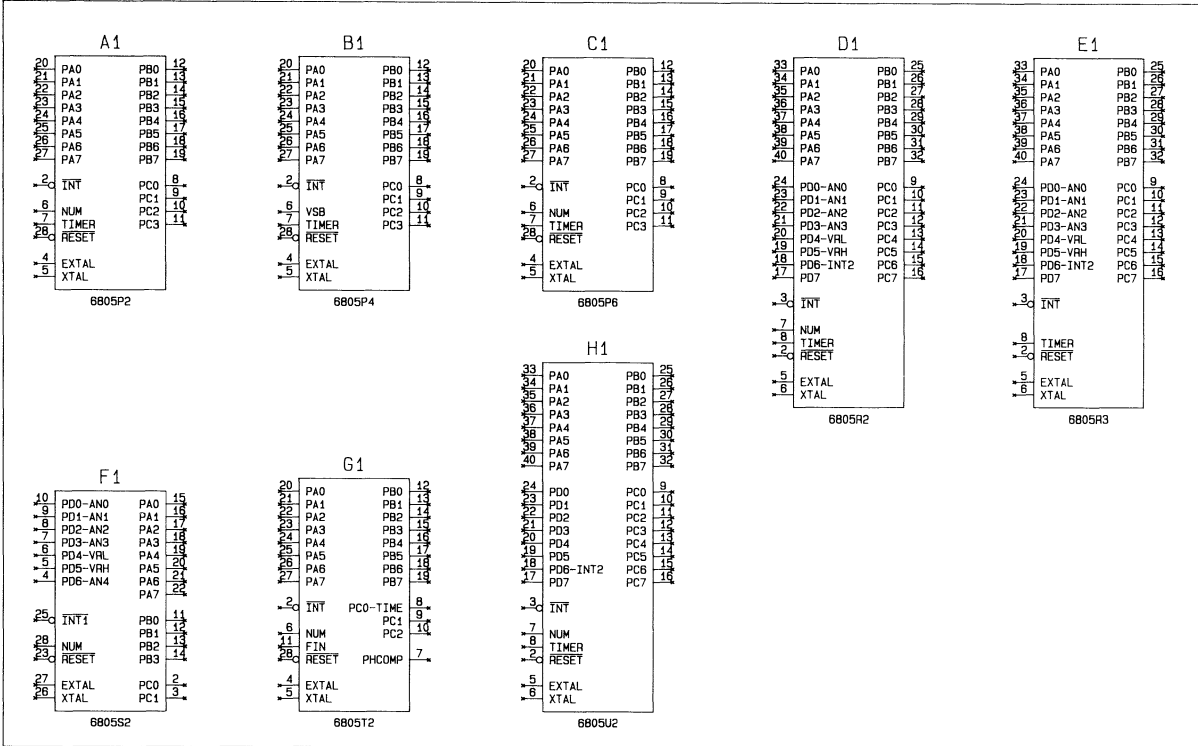 A1
20 PA0 PB0 12
21 PA1 PB1 13
22 PA2 PB2 14
23 PA3 PB3 15
24 PA4 PB4 16
25 PA5 PB5 17
26 PA6 PB6 18
27 PA7 PB7 19
2 INT PC0 8
PC1 9
6 NUM PC2 10
7 TIMER PC3 11
28 RESET
4 EXTAL
5 XTAL
6805P2
B1
20 PA0 PB0 12
21 PA1 PB1 13
22 PA2 PB2 14
23 PA3 PB3 15
24 PA4 PB4 16
25 PA5 PB5 17
26 PA6 PB6 18
27 PA7 PB7 19
2 INT PC0 8
PC1 9
6 VSB PC2 10
7 TIMER PC3 11
28 RESET
4 EXTAL
5 XTAL
6805P4
C1
20 PA0 PB0 12
21 PA1 PB1 13
22 PA2 PB2 14
23 PA3 PB3 15
24 PA4 PB4 16
25 PA5 PB5 17
26 PA6 PB6 18
27 PA7 PB7 19
2 INT PC0 8
PC1 9
6 NUM PC2 10
7 TIMER PC3 11
28 RESET
4 EXTAL
5 XTAL
6805P6
D1
33 PA0 PB0 25
34 PA1 PB1 26
35 PA2 PB2 27
36 PA3 PB3 28
37 PA4 PB4 29
38 PA5 PB5 30
39 PA6 PB6 31
40 PA7 PB7 32
24 PD0-AN0 PC0 9
23 PD1-AN1 PC1 10
22 PD2-AN2 PC2 11
21 PD3-AN3 PC3 12
20 PD4-VRL PC4 13
19 PD5-VRH PC5 14
18 PD6-INT2 PC6 15
17 PD7 PC7 16
3 INT
7 NUM
8 TIMER
2 RESET
5 EXTAL
6 XTAL
6805R2
E1
33 PA0 PB0 25
34 PA1 PB1 26
35 PA2 PB2 27
36 PA3 PB3 28
37 PA4 PB4 29
38 PA5 PB5 30
39 PA6 PB6 31
40 PA7 PB7 32
24 PD0-AN0 PC0 9
23 PD1-AN1 PC1 10
22 PD2-AN2 PC2 11
21 PD3-AN3 PC3 12
20 PD4-VRL PC4 13
19 PD5-VRH PC5 14
18 PD6-INT2 PC6 15
17 PD7 PC7 16
3 INT
8 TIMER
2 RESET
5 EXTAL
6 XTAL
6805R3
F1
10 PD0-AN0 PA0 15
9 PD1-AN1 PA1 16
8 PD2-AN2 PA2 17
7 PD3-AN3 PA3 18
6 PD4-VRL PA4 19
5 PD5-VRH PA5 20
4 PD6-AN4 PA6 21
PA7 22
25 INT1 PB0 11
PB1 12
28 NUM PB2 13
23 RESET PB3 14
27 EXTAL PC0 2
26 XTAL PC1 3
6805S2
G1
20 PA0 PB0 12
21 PA1 PB1 13
22 PA2 PB2 14
23 PA3 PB3 15
24 PA4 PB4 16
25 PA5 PB5 17
26 PA6 PB6 18
27 PA7 PB7 19
2 INT PC0-TIME 8
PC1 9
6 NUM PC2 10
11 FIN
28 RESET PHCOMP 7
4 EXTAL
5 XTAL
6805T2
H1
33 PA0 PB0 25
34 PA1 PB1 26
35 PA2 PB2 27
36 PA3 PB3 28
37 PA4 PB4 29
38 PA5 PB5 30
39 PA6 PB6 31
40 PA7 PB7 32
24 PD0 PC0 9
23 PD1 PC1 10
22 PD2 PC2 11
21 PD3 PC3 12
20 PD4 PC4 13
19 PD5 PC5 14
18 PD6-INT2 PC6 15
17 PD7 PC7 16
3 INT
7 NUM
8 TIMER
2 RESET
5 EXTAL
6 XTAL
6805U2